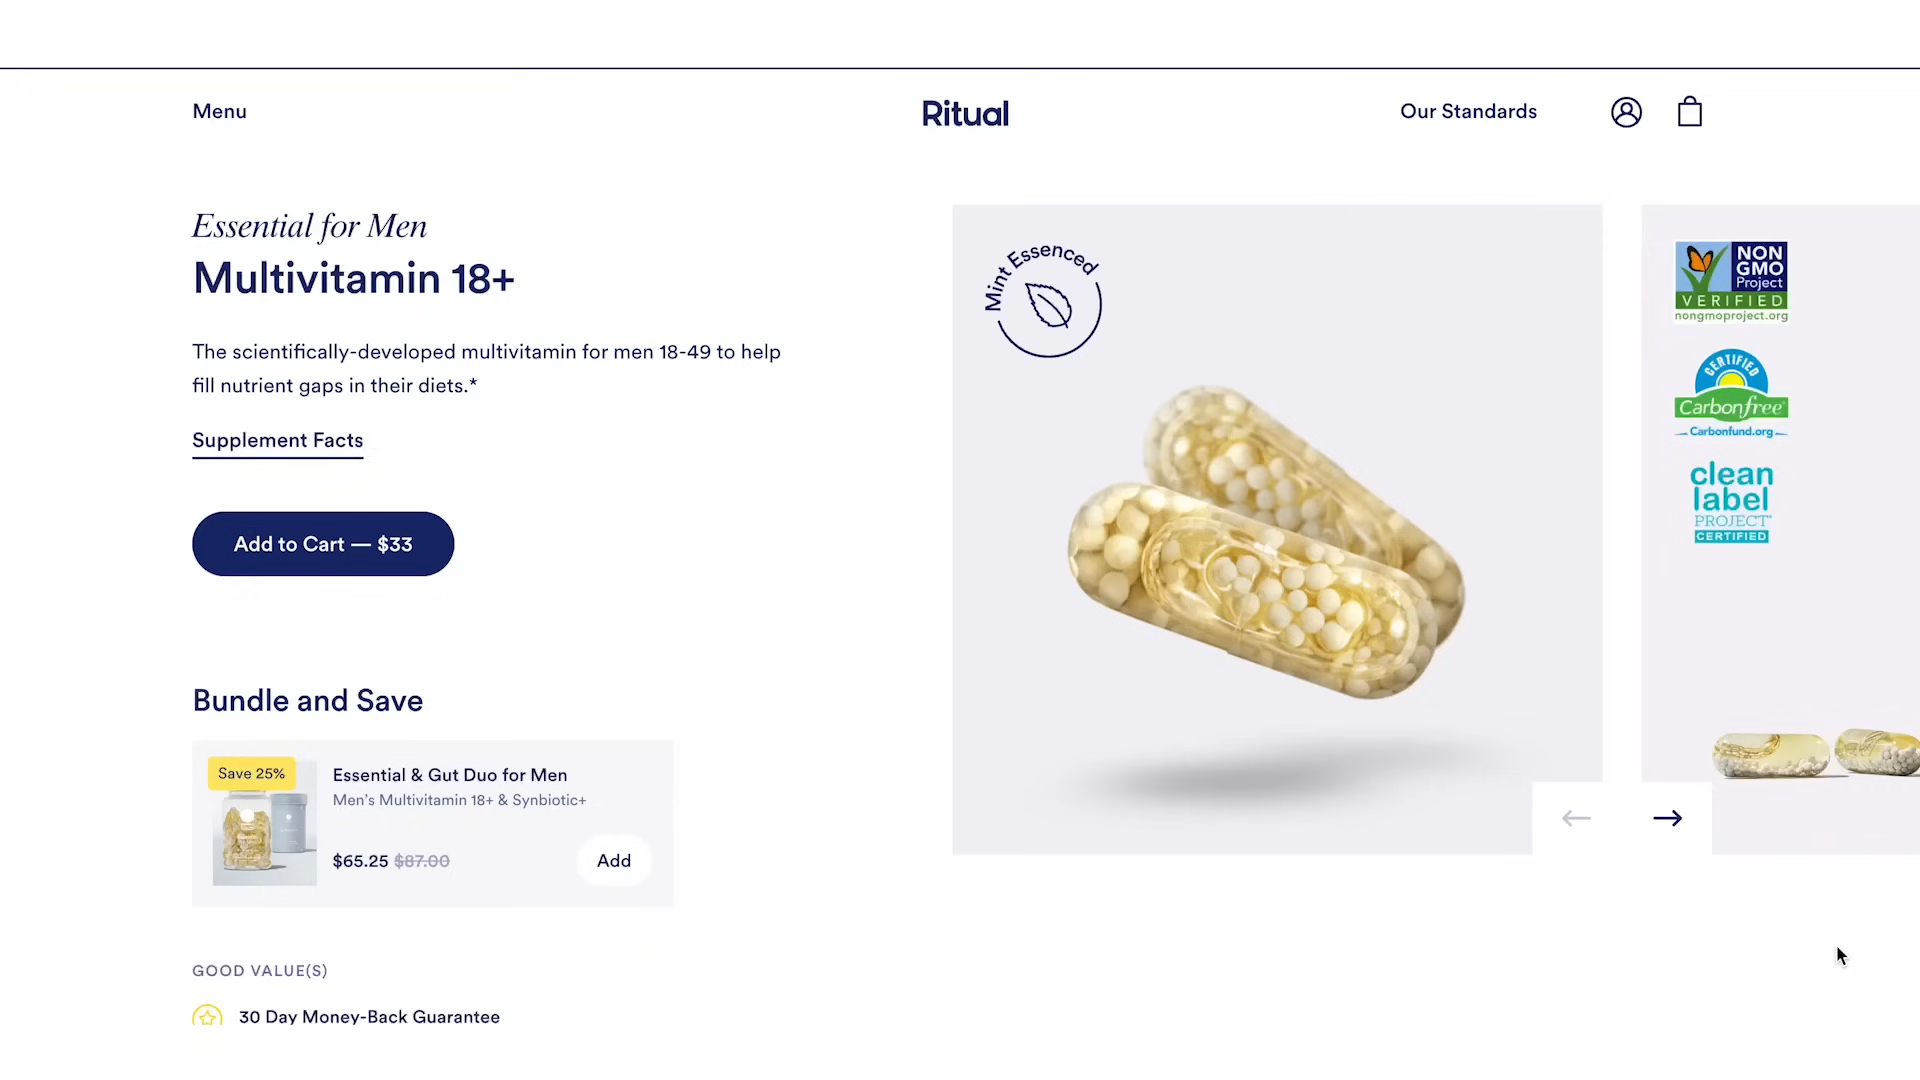 Menu
Ritual
Our Standards
Essential for Men
Multivitamin 18+
The scientifically-developed multivitamin for men 18-49 to help
fill nutrient gaps in their diets.*
Supplement Facts
Add to Cart — $33
Bundle and Save
Save 25%
Essential & Gut Duo for Men
Men's Multivitamin 18+ & Synbiotic+
$65.25 $87.00
Add
GOOD VALUE(S)
30 Day Money-Back Guarantee
Mint Essenced
NON
GMO
Project
VERIFIED
nongmoproject.org
CERTIFIED
Carbonfree®
Carbonfund.org
clean
label
PROJECT
CERTIFIED